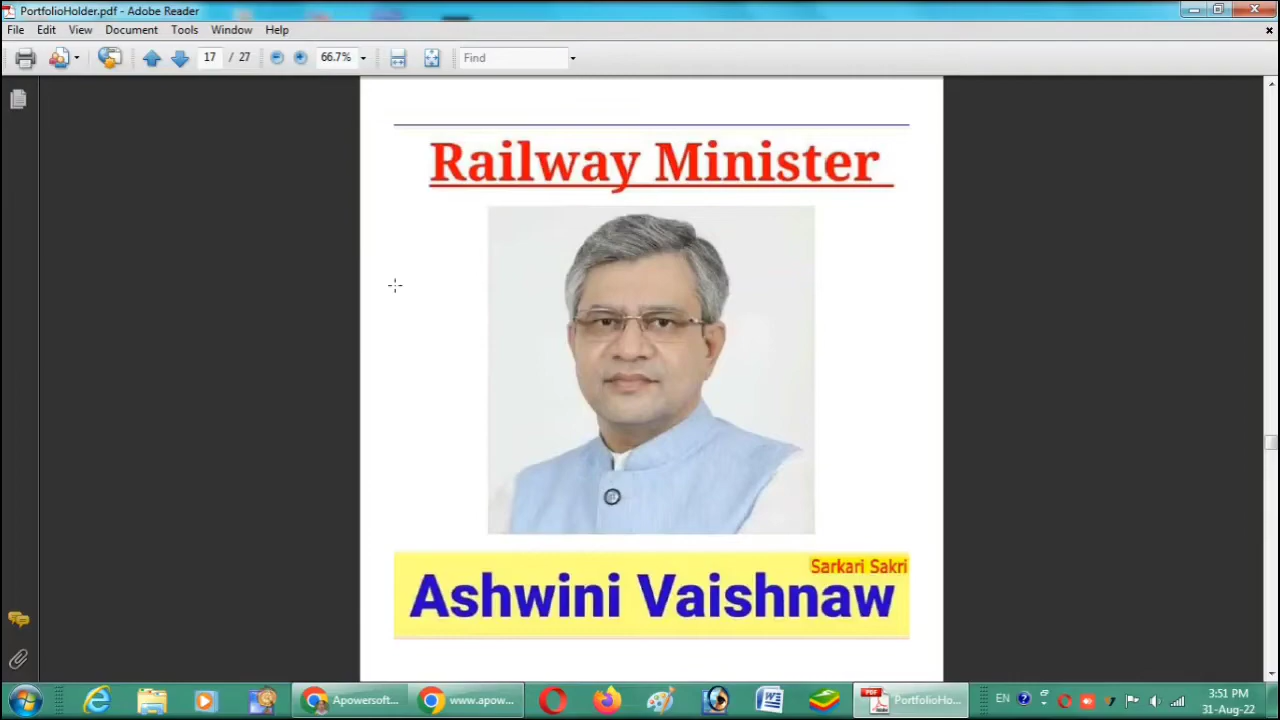 PortfolioHolder.pdf - Adobe Reader
File Edit View Document Tools Window Help
17 / 27 66.7% Find
Railway Minister
Sarkari Sakri
Ashwini Vaishnaw
Apowersoft... www.apow... PDF PortfolioHo... EN 3:51 PM
31-Aug-22